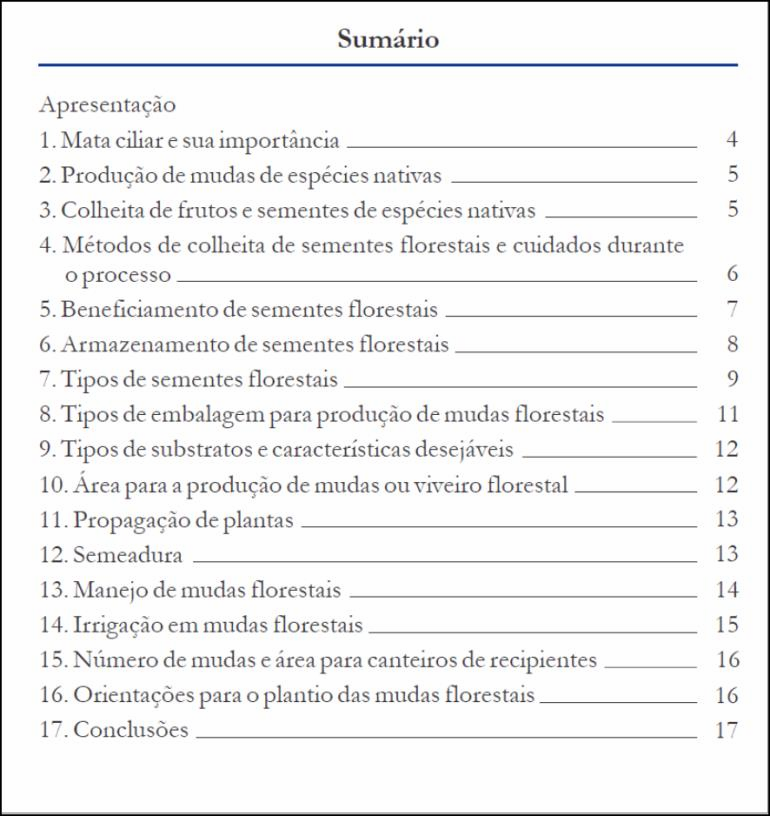 Sumário
Apresentação
1. Mata ciliar e sua importância 4
2. Produção de mudas de espécies nativas 5
3. Colheita de frutos e sementes de espécies nativas 5
4. Métodos de colheita de sementes florestais e cuidados durante
o processo 6
5. Beneficiamento de sementes florestais 7
6. Armazenamento de sementes florestais 8
7. Tipos de sementes florestais 9
8. Tipos de embalagem para produção de mudas florestais 11
9. Tipos de substratos e características desejáveis 12
10. Área para a produção de mudas ou viveiro florestal 12
11. Propagação de plantas 13
12. Semeadura 13
13. Manejo de mudas florestais 14
14. Irrigação em mudas florestais 15
15. Número de mudas e área para canteiros de recipientes 16
16. Orientações para o plantio das mudas florestais 16
17. Conclusões 17